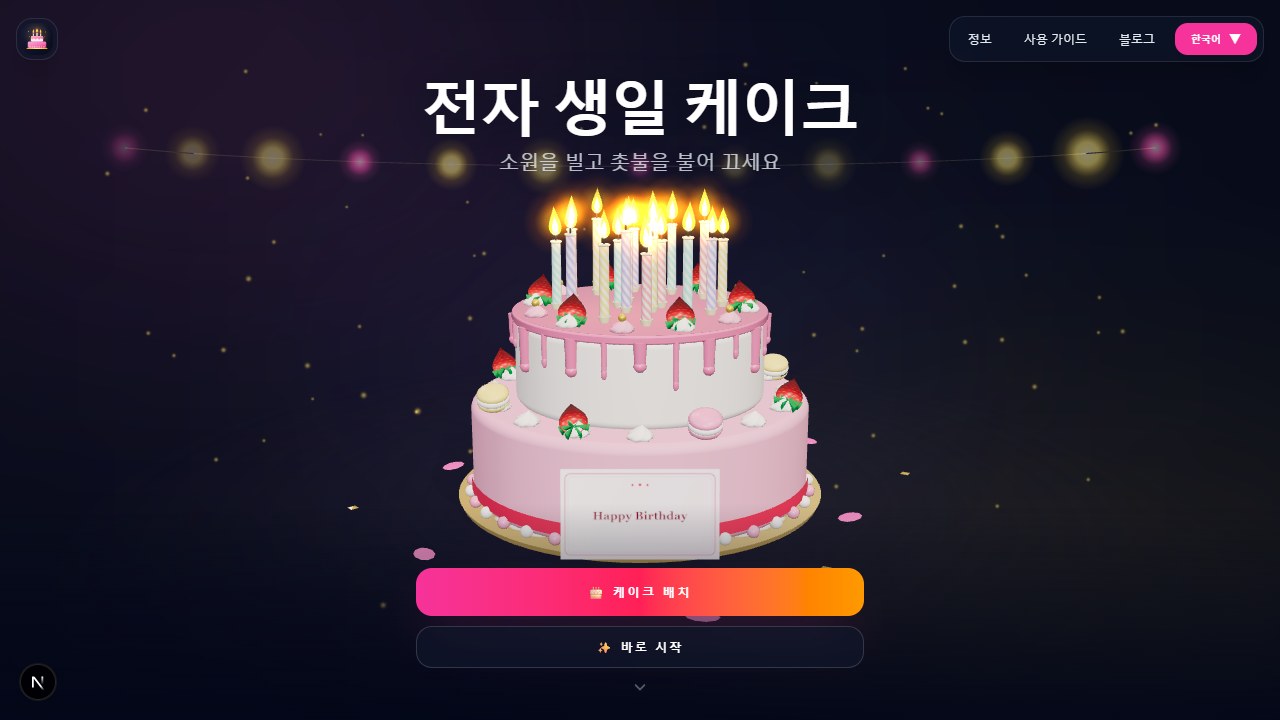 정보
사용 가이드
블로그
한국어 ▼
전자 생일 케이크
소원을 빌고 촛불을 불어 끄세요
Happy Birthday
🎂 케이크 배치
✨ 바로 시작
N